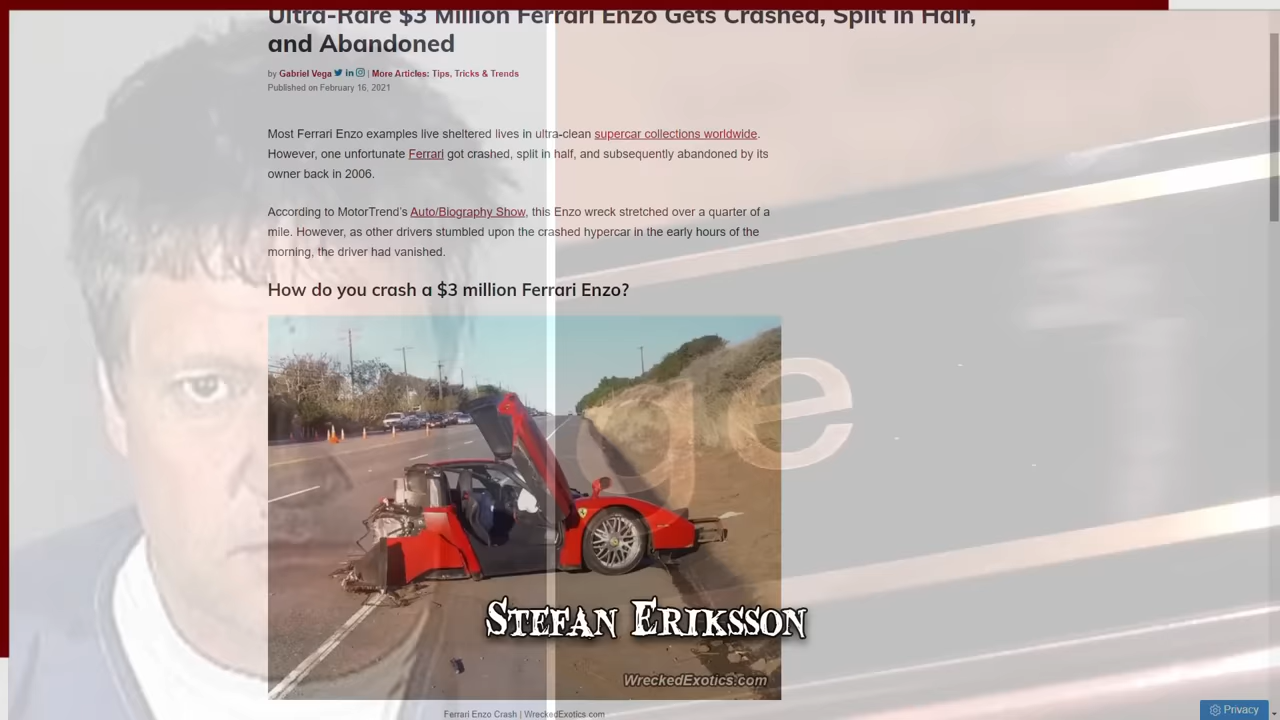 Ultra-Rare $3 Million Ferrari Enzo Gets Crashed, Split in Half,
and Abandoned
by Gabriel Vega | More Articles: Tips, Tricks & Trends
Published on February 16, 2021
Most Ferrari Enzo examples live sheltered lives in ultra-clean supercar collections worldwide.
However, one unfortunate Ferrari got crashed, split in half, and subsequently abandoned by its
owner back in 2006.
According to MotorTrend's Auto/Biography Show, this Enzo wreck stretched over a quarter of a
mile. However, as other drivers stumbled upon the crashed hypercar in the early hours of the
morning, the driver had vanished.
How do you crash a $3 million Ferrari Enzo?
ge
Stefan Eriksson
WreckedExotics.com
Ferrari Enzo Crash | WreckedExotics.com
Privacy